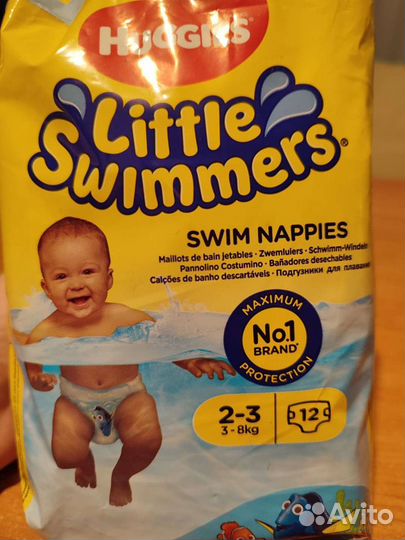 HUGGIES
Little
Swimmers®
SWIM NAPPIES
Maillots de bain jetables · Zwemluiers · Schwimm-Windeln
Pannolino Costumino · Bañadores desechables
Calções de banho descartáveis · Подгузники для плавания
MAXIMUM
No.1
BRAND*
PROTECTION
2-3
3-8kg
12
Avito